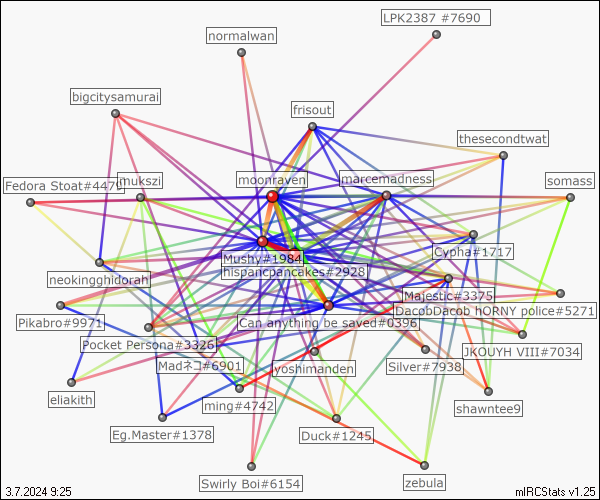 LPK2387 #7690
normalwan
bigcitysamurai
frisout
thesecondtwat
Fedora Stoat#4470
mukszi
moonraven
marcemadness
somass
Mushy#1984
Cypha#1717
neokingghidorah
hispancpancakes#2928
Majestic#3375
DacobDacob hORNY police#5271
Pikabro#9971
Can anything be saved#0396
Pocket Persona#3326
JKOUYH VIII#7034
Madネコ#6901
yoshimanden
Silver#7938
eliakith
ming#4742
shawntee9
Eg.Master#1378
Duck#1245
Swirly Boi#6154
zebula
3.7.2024 9:25
mIRCStats v1.25